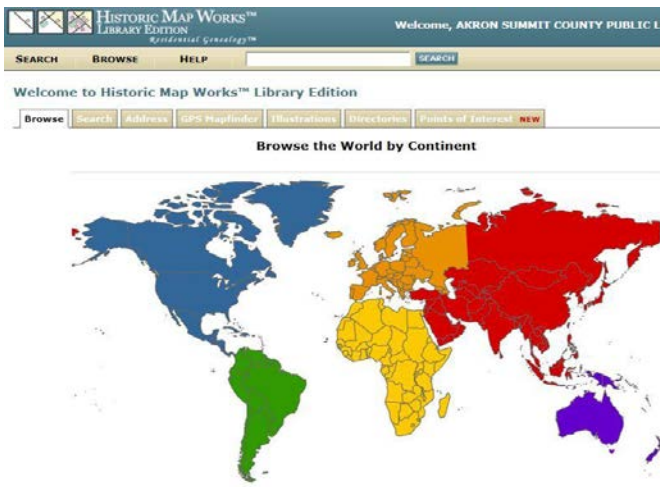 HISTORIC MAP WORKS™
LIBRARY EDITION
Residential Genealogy™
Welcome, AKRON SUMMIT COUNTY PUBLIC L
SEARCH BROWSE HELP SEARCH
Welcome to Historic Map Works™ Library Edition
Browse Search Address GPS Mapfinder Illustrations Directories Points of Interest NEW
Browse the World by Continent